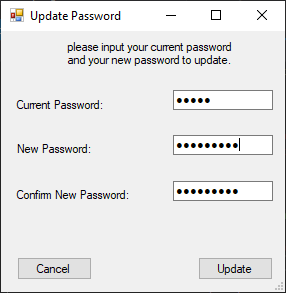 Update Password
please input your current password
and your new password to update.
Current Password:
●●●●●
New Password:
●●●●●●●●●
Confirm New Password:
●●●●●●●●●
Cancel
Update